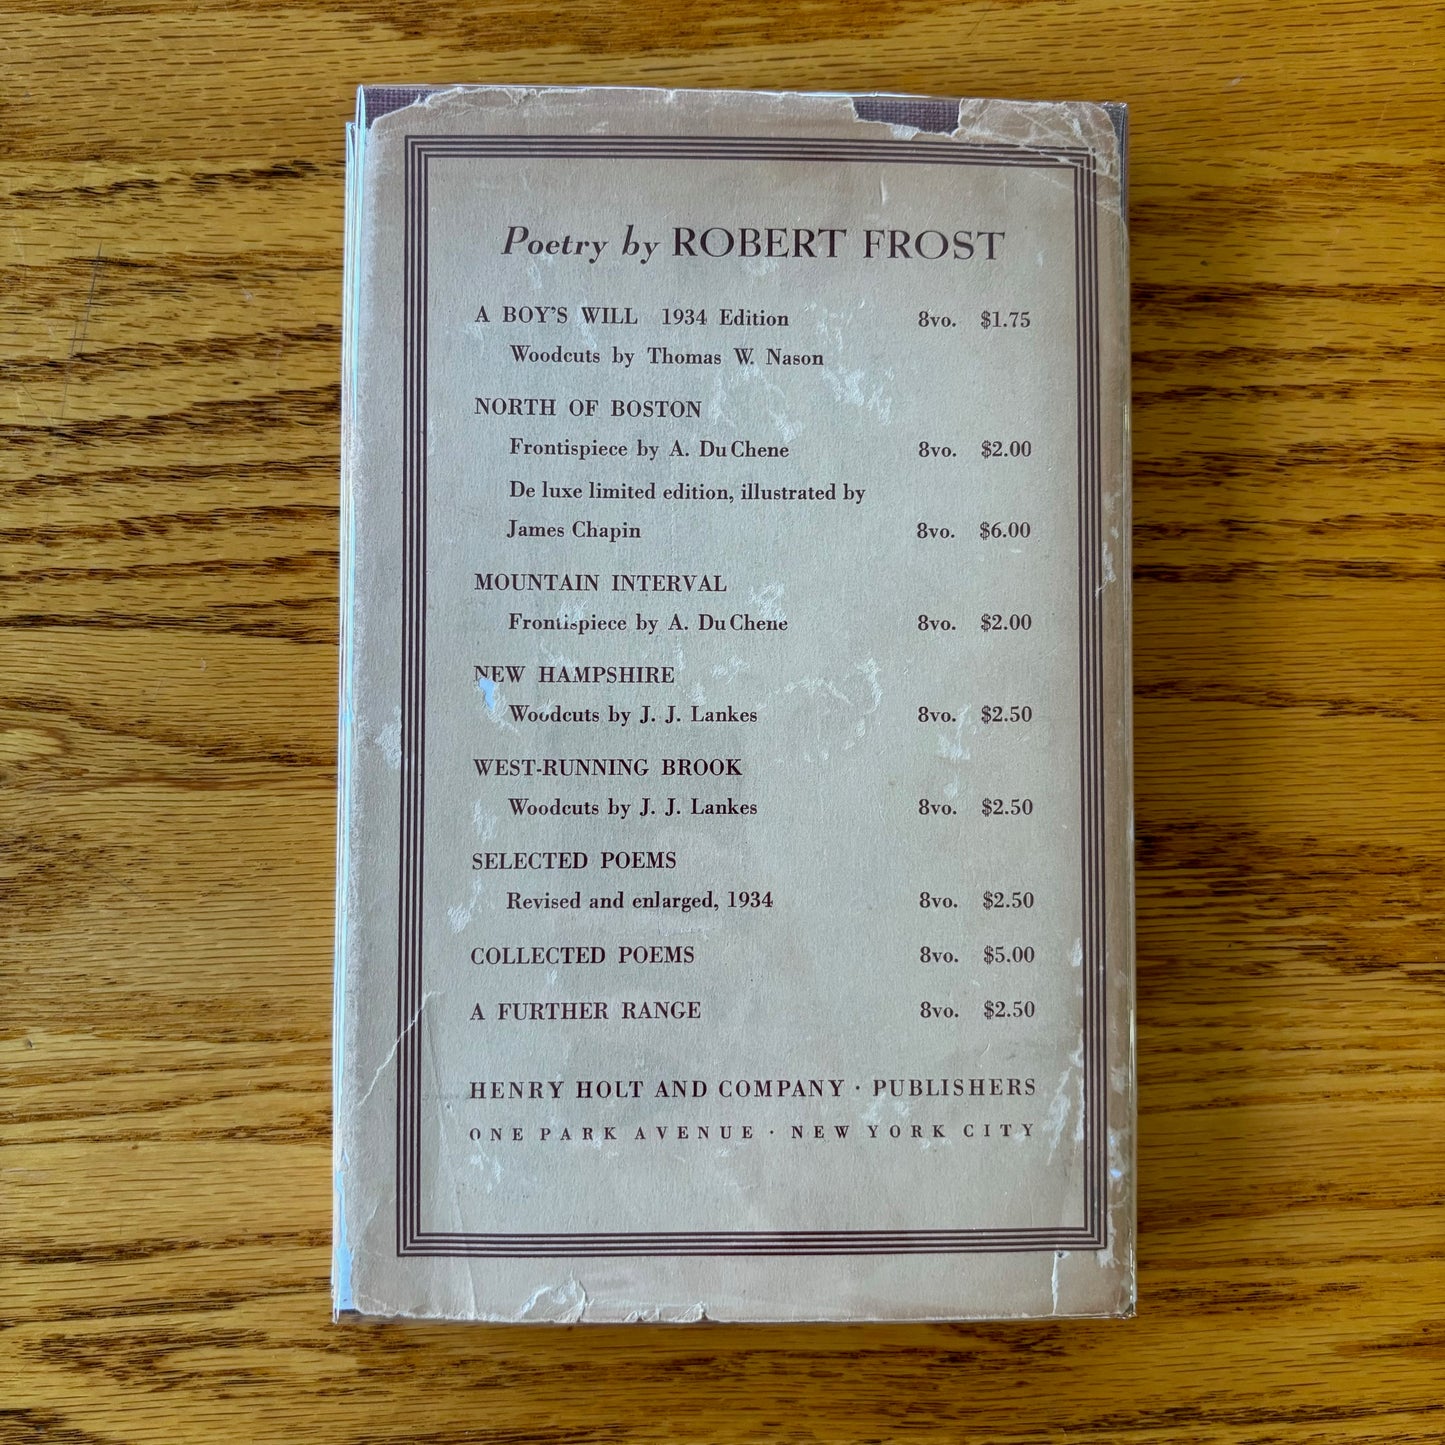 Poetry by ROBERT FROST
A BOY'S WILL 1934 Edition 8vo. $1.75
Woodcuts by Thomas W. Nason
NORTH OF BOSTON
Frontispiece by A. Du Chene 8vo. $2.00
De luxe limited edition, illustrated by
James Chapin 8vo. $6.00
MOUNTAIN INTERVAL
Frontispiece by A. Du Chene 8vo. $2.00
NEW HAMPSHIRE
Woodcuts by J. J. Lankes 8vo. $2.50
WEST-RUNNING BROOK
Woodcuts by J. J. Lankes 8vo. $2.50
SELECTED POEMS
Revised and enlarged, 1934 8vo. $2.50
COLLECTED POEMS 8vo. $5.00
A FURTHER RANGE 8vo. $2.50
HENRY HOLT AND COMPANY · PUBLISHERS
ONE PARK AVENUE · NEW YORK CITY